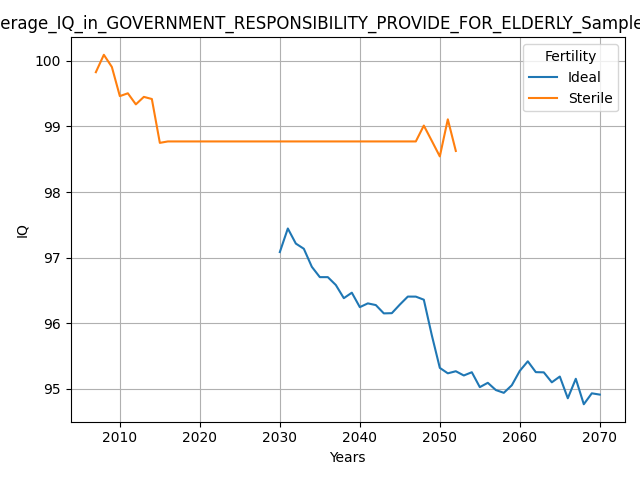 erage_IQ_in_GOVERNMENT_RESPONSIBILITY_PROVIDE_FOR_ELDERLY_Sample
Fertility
Ideal
Sterile
100
99
98
97
96
95
IQ
2010 2020 2030 2040 2050 2060 2070
Years